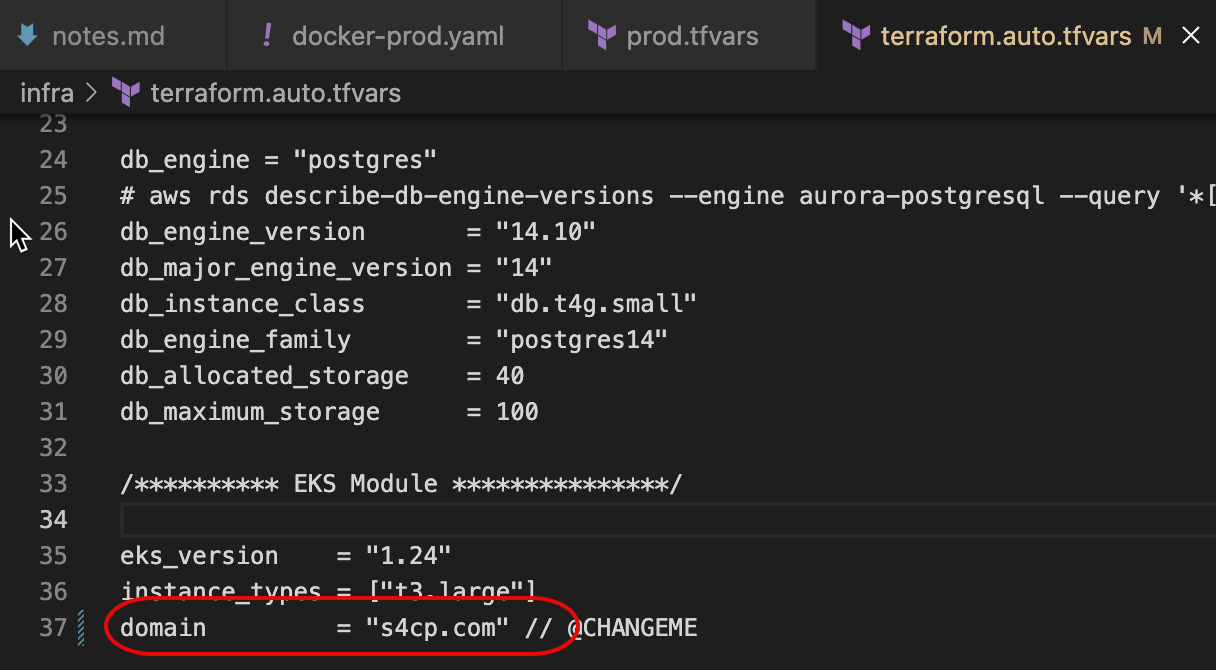 notes.md
! docker-prod.yaml
prod.tfvars
terraform.auto.tfvars M
infra > terraform.auto.tfvars
23
24 db_engine = "postgres"
25 # aws rds describe-db-engine-versions --engine aurora-postgresql --query '*[
26 db_engine_version       = "14.10"
27 db_major_engine_version = "14"
28 db_instance_class       = "db.t4g.small"
29 db_engine_family        = "postgres14"
30 db_allocated_storage    = 40
31 db_maximum_storage      = 100
32
33 /********** EKS Module ***************/
34
35 eks_version    = "1.24"
36 instance_types = ["t3.large"]
37 domain         = "s4cp.com" // @CHANGEME